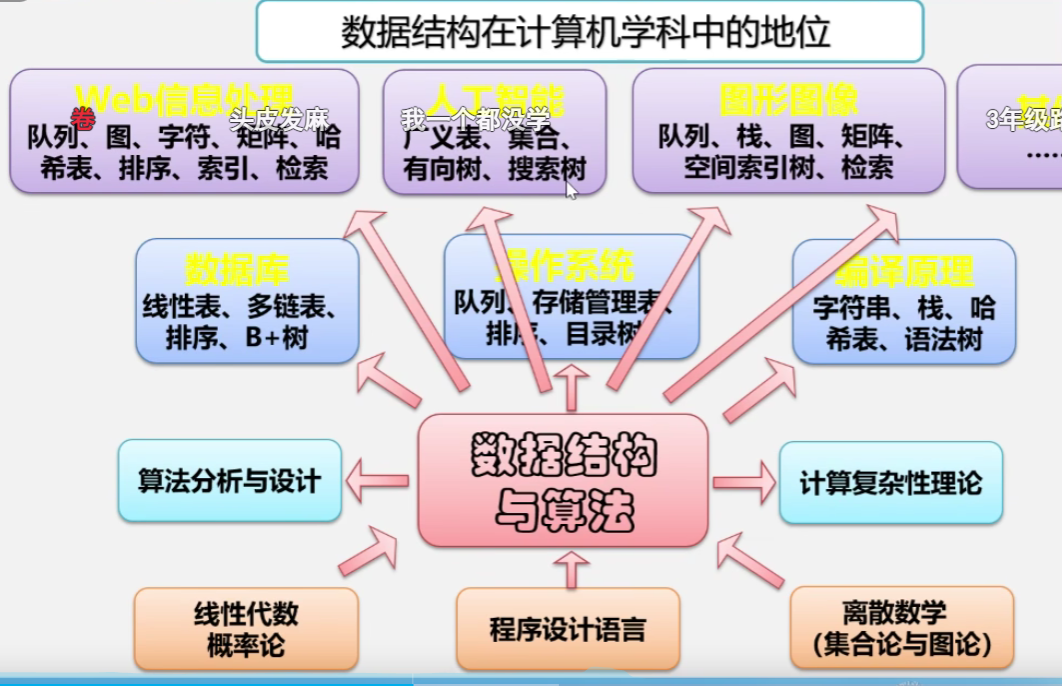 数据结构在计算机学科中的地位
Web信息处理
卷
头皮发麻
队列、图、字符、矩阵、哈
希表、排序、索引、检索
人工智能
我一个都没学
广义表、集合、
有向树、搜索树
图形图像
队列、栈、图、矩阵、
空间索引树、检索
3年级路
......
数据库
线性表、多链表、
排序、B+树
操作系统
队列、存储管理表、
排序、目录树
编译原理
字符串、栈、哈
希表、语法树
算法分析与设计
数据结构
与算法
计算复杂性理论
线性代数
概率论
程序设计语言
离散数学
（集合论与图论）